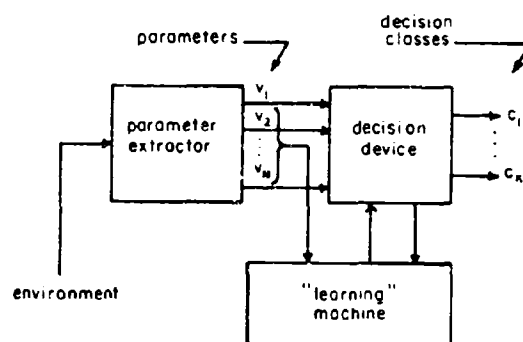 parameters
decision
classes
parameter
extractor
V1
V2
VN
decision
device
C1
CK
environment
"learning"
machine